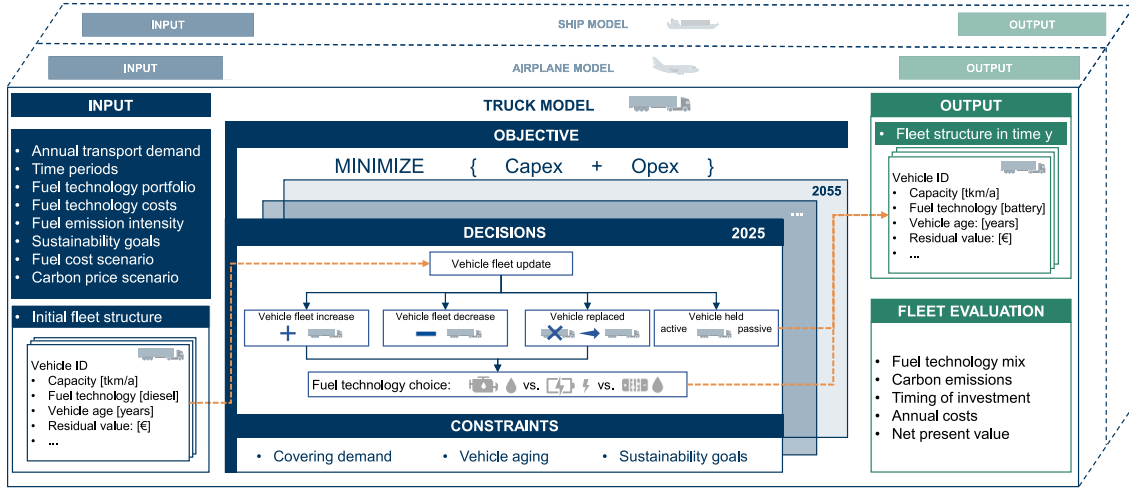 INPUT
SHIP MODEL
OUTPUT
INPUT
AIRPLANE MODEL
OUTPUT
INPUT
• Annual transport demand
• Time periods
• Fuel technology portfolio
• Fuel technology costs
• Fuel emission intensity
• Sustainability goals
• Fuel cost scenario
• Carbon price scenario
• Initial fleet structure
Vehicle ID
• Capacity [tkm/a]
• Fuel technology [diesel]
• Vehicle age [years]
• Residual value: [€]
• ...
TRUCK MODEL
OBJECTIVE
MINIMIZE { Capex + Opex }
2055
...
DECISIONS 2025
Vehicle fleet update
Vehicle fleet increase
Vehicle fleet decrease
Vehicle replaced
Vehicle held
active passive
Fuel technology choice: vs. vs.
CONSTRAINTS
• Covering demand • Vehicle aging • Sustainability goals
OUTPUT
• Fleet structure in time y
Vehicle ID
• Capacity [tkm/a]
• Fuel technology [battery]
• Vehicle age: [years]
• Residual value: [€]
• ...
FLEET EVALUATION
• Fuel technology mix
• Carbon emissions
• Timing of investment
• Annual costs
• Net present value